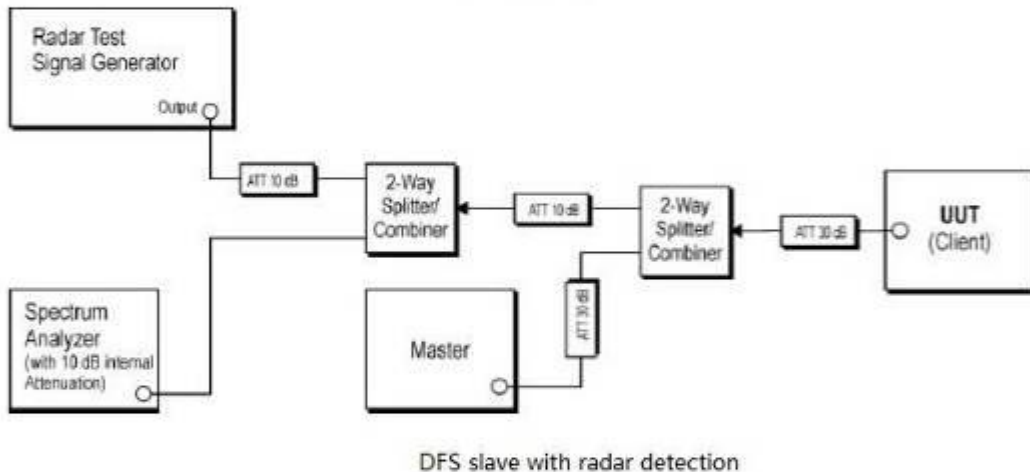 Radar Test
Signal Generator
Output
ATT 10 dB
2-Way
Splitter/
Combiner
ATT 10 dB
2-Way
Splitter/
Combiner
ATT 30 dB
UUT
(Client)
Spectrum
Analyzer
(with 10 dB internal
Attenuation)
Master
ATT 30 dB
DFS slave with radar detection